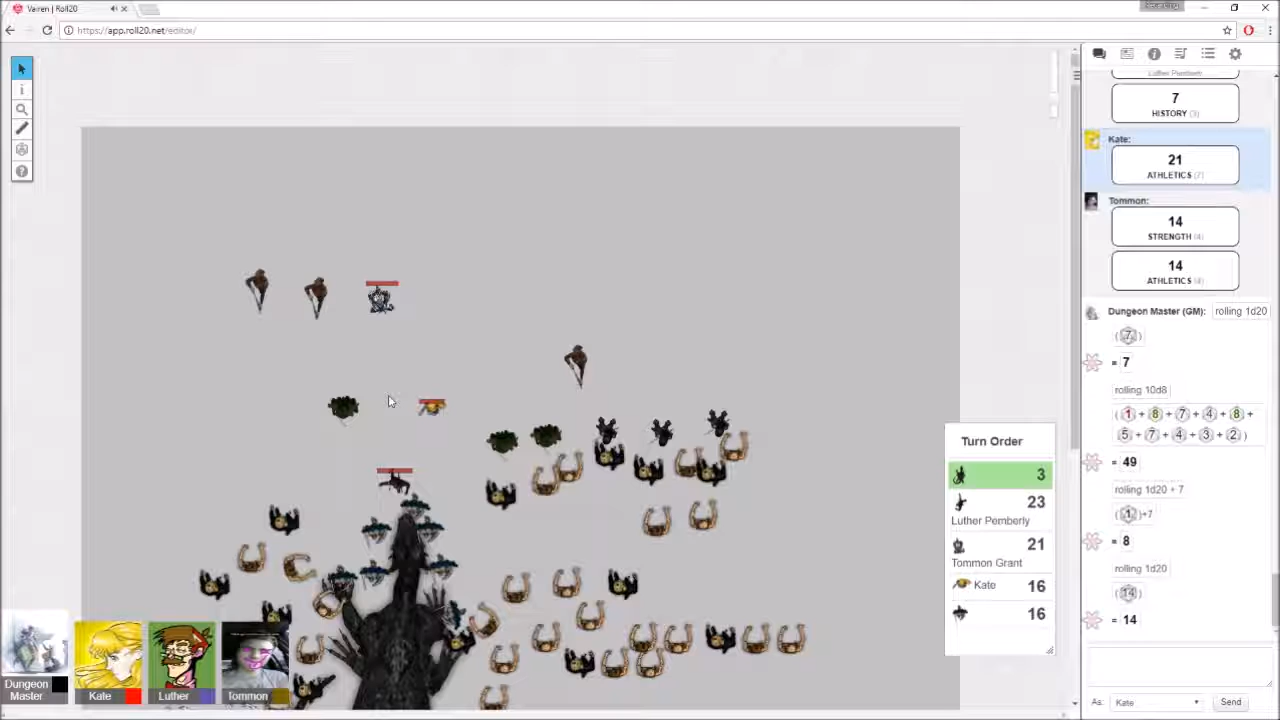 Vairen | Roll20
Recording
https://app.roll20.net/editor/
Luther Pemberly
7
HISTORY (3)
Kate:
21
ATHLETICS (7)
Tommon:
14
STRENGTH (4)
14
ATHLETICS (4)
Dungeon Master (GM): rolling 1d20
(7)
= 7
rolling 10d8
(1+8+7+4+8+
5+7+4+3+2)
= 49
rolling 1d20 + 7
(1)+7
= 8
rolling 1d20
(14)
= 14
Turn Order
3
23
Luther Pemberly
21
Tommon Grant
Kate 16
16
Dungeon
Master
Kate
Luther
Tommon
As: Kate
Send